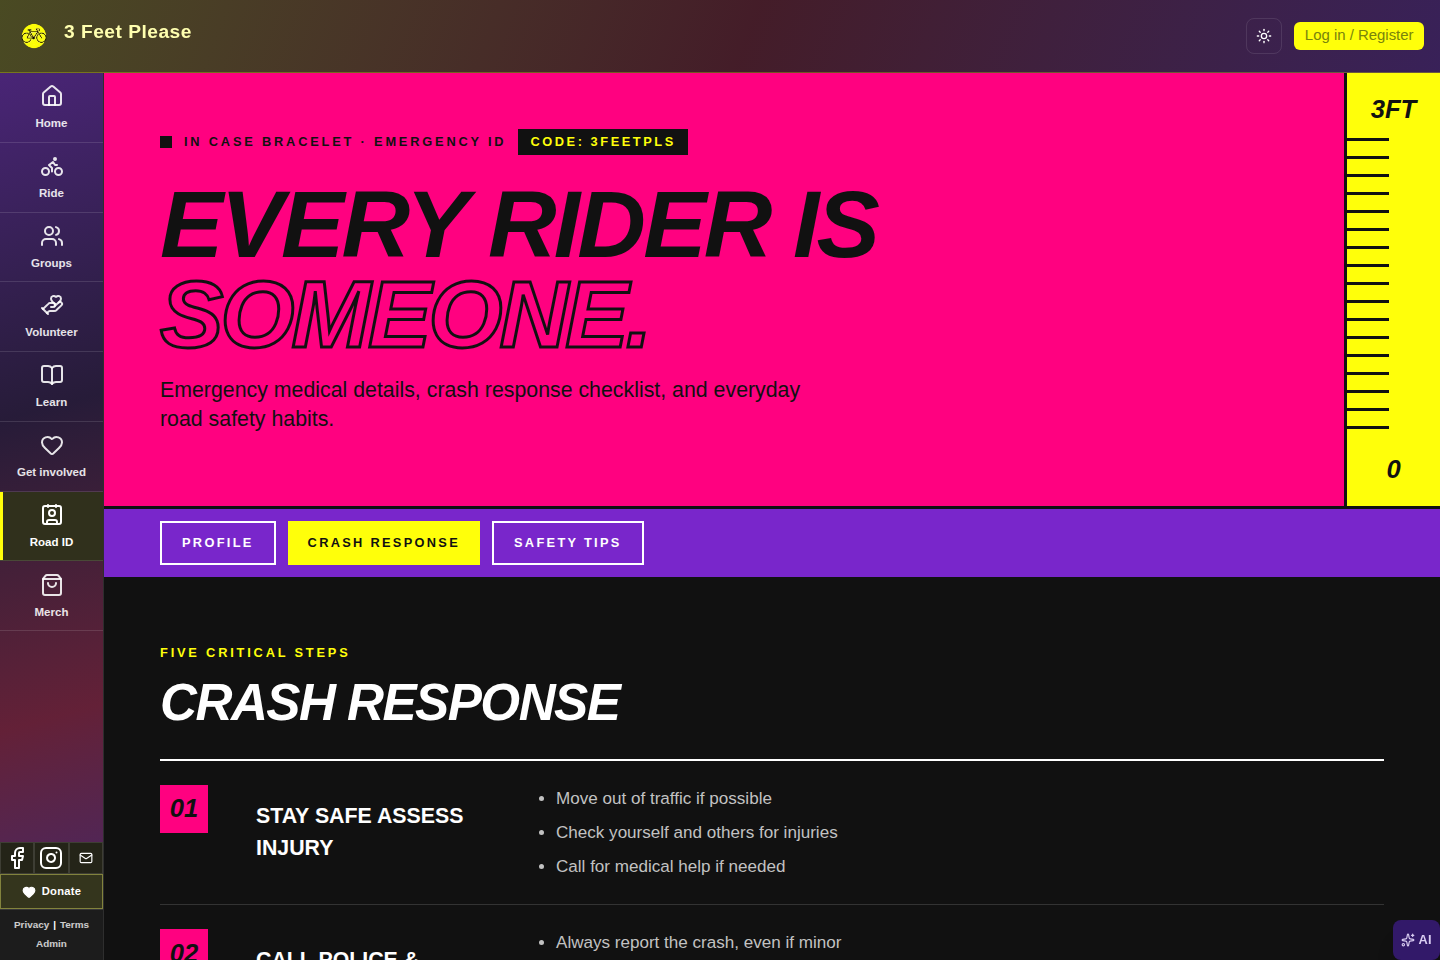 3 Feet Please
Log in / Register
Home
Ride
Groups
Volunteer
Learn
Get involved
Road ID
Merch
Donate
Privacy | Terms
Admin
IN CASE BRACELET · EMERGENCY ID
CODE: 3FEETPLS
EVERY RIDER IS
SOMEONE.
Emergency medical details, crash response checklist, and everyday
road safety habits.
3FT
0
PROFILE
CRASH RESPONSE
SAFETY TIPS
FIVE CRITICAL STEPS
CRASH RESPONSE
01
STAY SAFE ASSESS
INJURY
• Move out of traffic if possible
• Check yourself and others for injuries
• Call for medical help if needed
02
CALL POLICE &
• Always report the crash, even if minor
AI